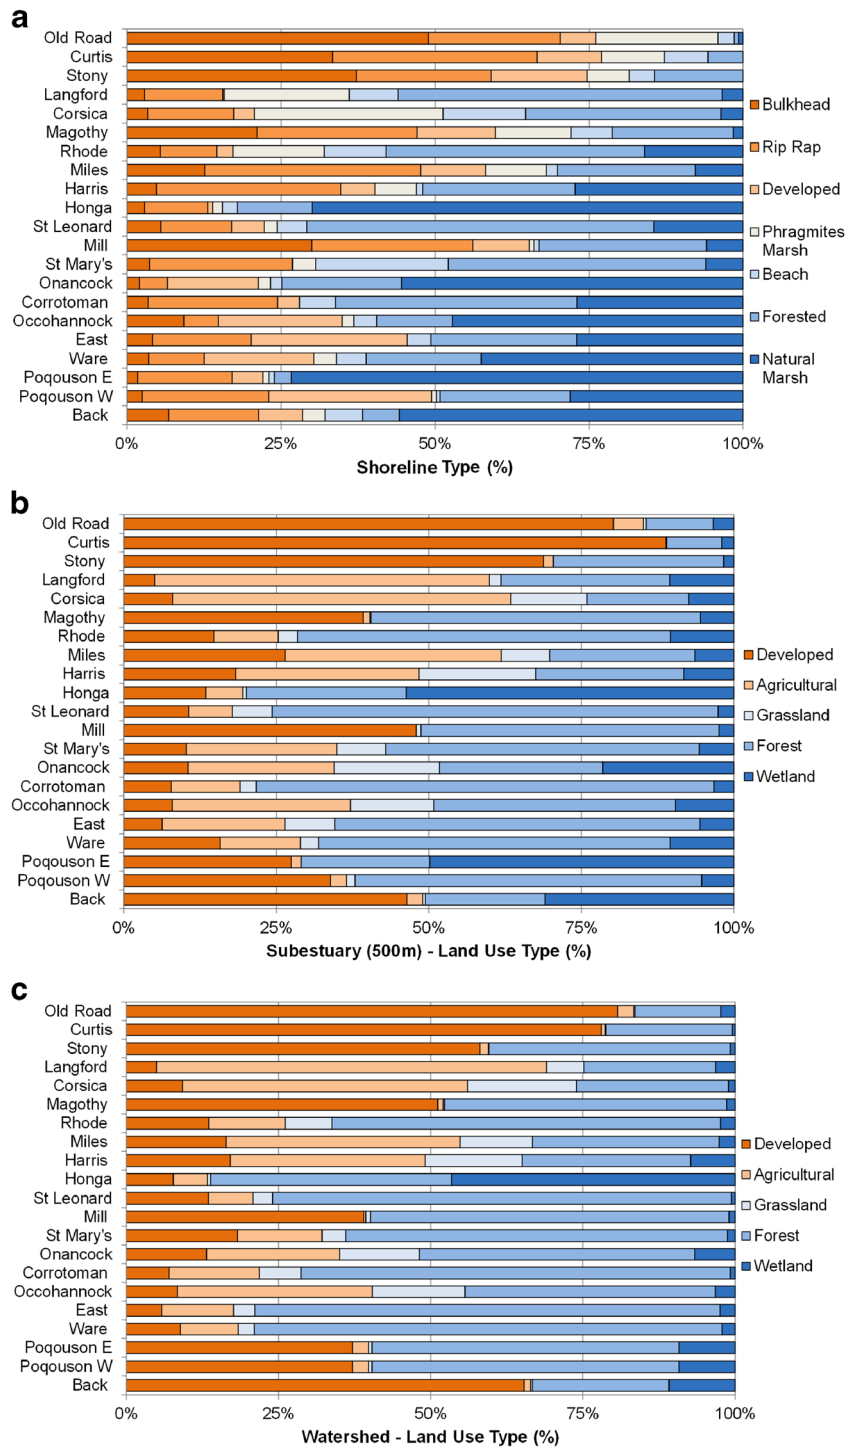 a
Old Road
Curtis
Stony
Langford
Corsica
Magothy
Rhode
Miles
Harris
Honga
St Leonard
Mill
St Mary's
Onancock
Corrotoman
Occohannock
East
Ware
Poqouson E
Poqouson W
Back
0%
25%
50%
75%
100%
Shoreline Type (%)
Bulkhead
Rip Rap
Developed
Phragmites
Marsh
Beach
Forested
Natural
Marsh
b
Old Road
Curtis
Stony
Langford
Corsica
Magothy
Rhode
Miles
Harris
Honga
St Leonard
Mill
St Mary's
Onancock
Corrotoman
Occohannock
East
Ware
Poqouson E
Poqouson W
Back
0%
25%
50%
75%
100%
Subestuary (500m) - Land Use Type (%)
Developed
Agricultural
Grassland
Forest
Wetland
c
Old Road
Curtis
Stony
Langford
Corsica
Magothy
Rhode
Miles
Harris
Honga
St Leonard
Mill
St Mary's
Onancock
Corrotoman
Occohannock
East
Ware
Poqouson E
Poqouson W
Back
0%
25%
50%
75%
100%
Watershed - Land Use Type (%)
Developed
Agricultural
Grassland
Forest
Wetland